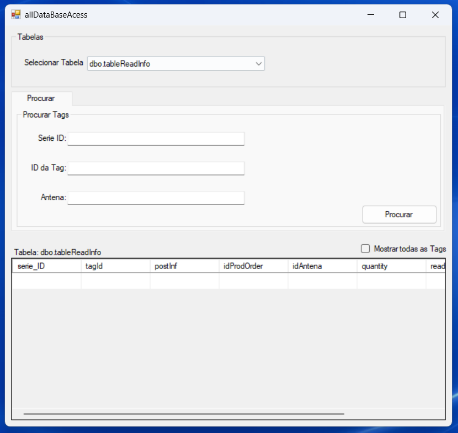 allDataBaseAcess
Tabelas
Selecionar Tabela dbo.tableReadInfo
Procurar
Procurar Tags
Serie ID:
ID da Tag:
Antena:
Procurar
Tabela: dbo.tableReadInfo Mostrar todas as Tags
serie_ID tagId postInf idProdOrder idAntena quantity read